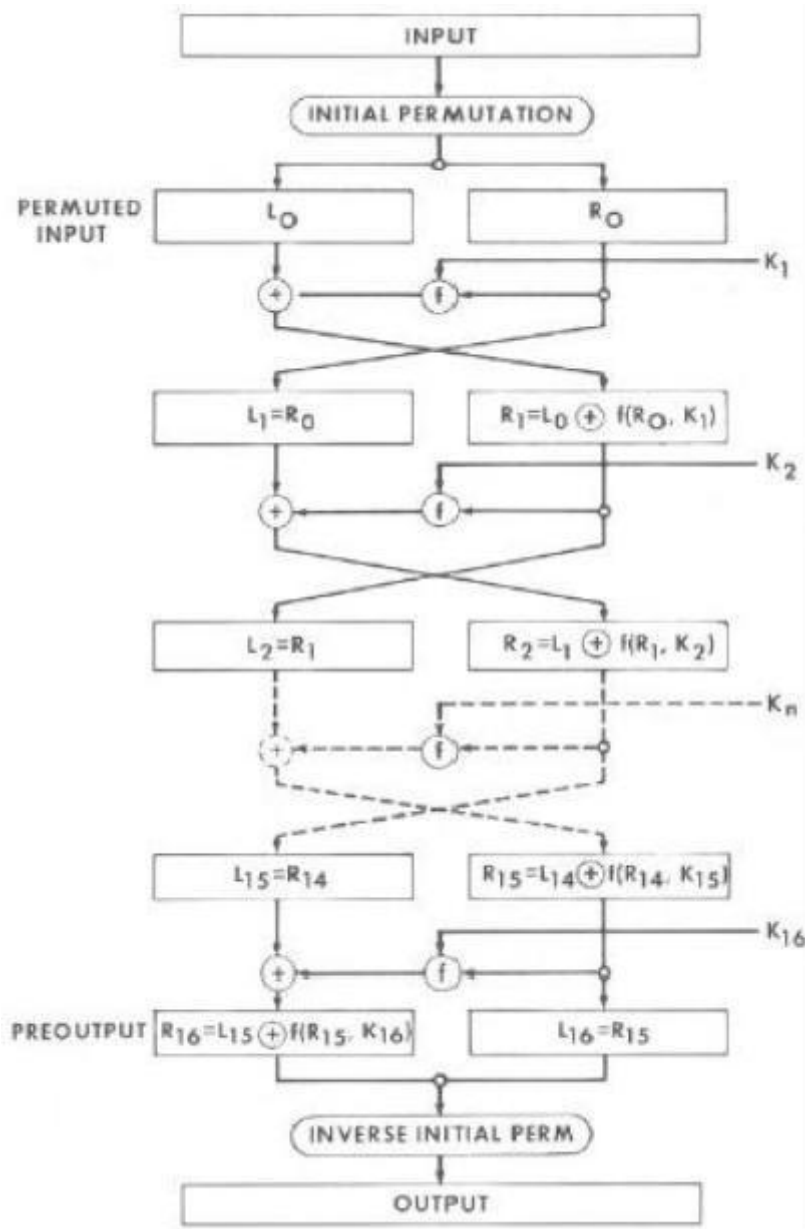 INPUT
INITIAL PERMUTATION
PERMUTED
INPUT
L₀
R₀
K₁
+
f
L₁=R₀
R₁=L₀ ⊕ f(R₀, K₁)
K₂
+
f
L₂=R₁
R₂=L₁ ⊕ f(R₁, K₂)
Kₙ
+
f
L₁₅=R₁₄
R₁₅=L₁₄⊕f(R₁₄, K₁₅)
K₁₆
+
f
PREOUTPUT
R₁₆=L₁₅⊕f(R₁₅, K₁₆)
L₁₆=R₁₅
INVERSE INITIAL PERM
OUTPUT